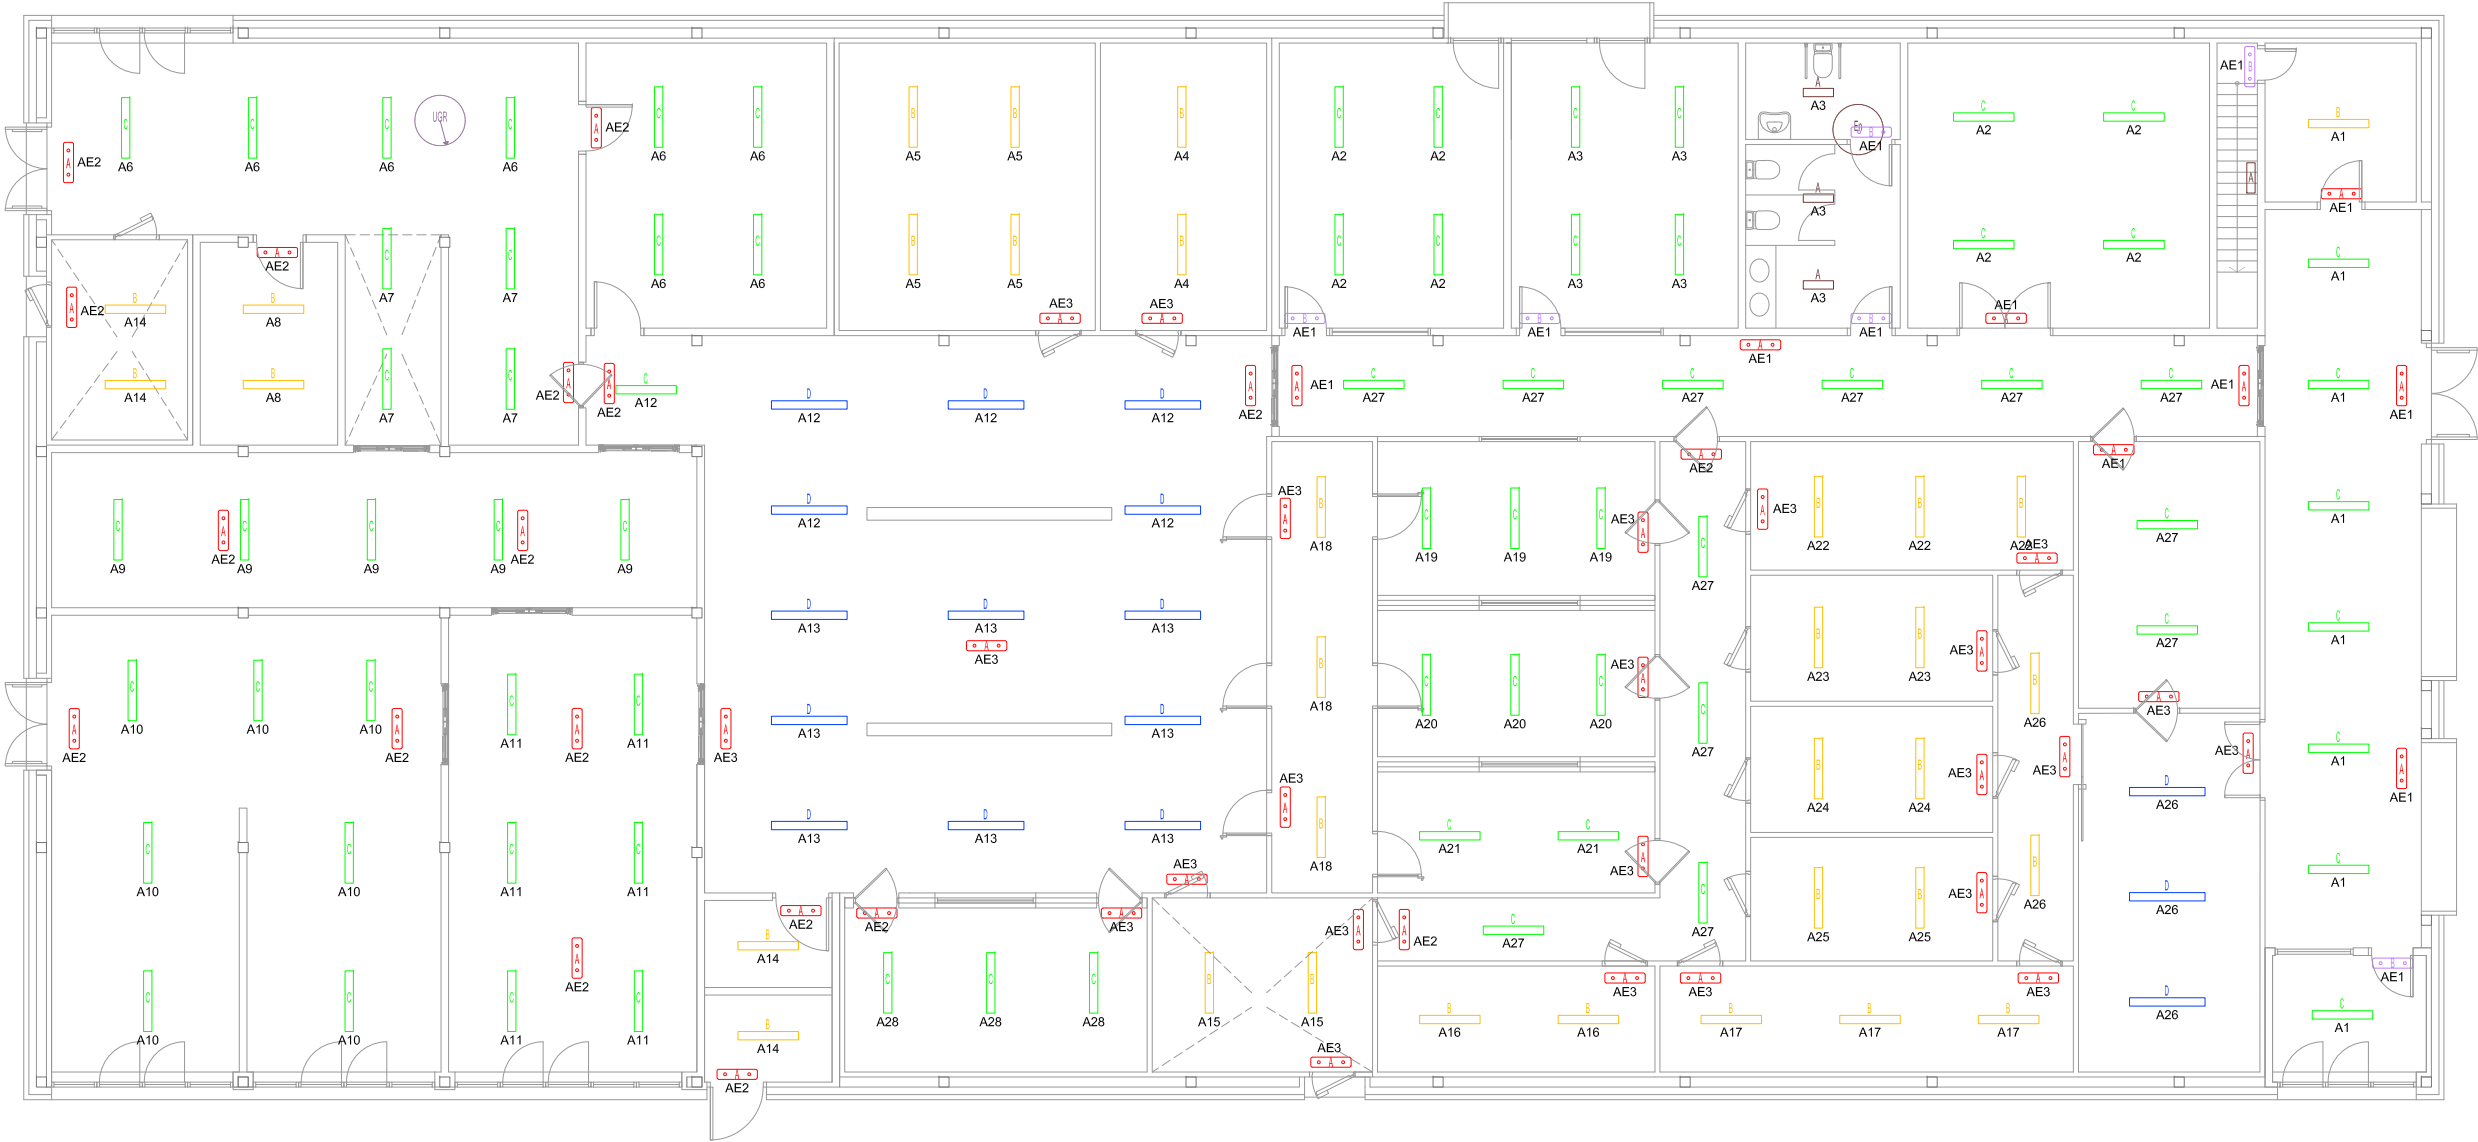 AE1 B
C C C C UGR
A AE2
C C B B B C C C C
A A3
C C B A1
En B AE1
A AE2
A6 A6 A6 A6 A6 A6 A5 A5 A4 A2 A2 A3 A3 A2 A2
A
A A3
A AE1
C C C C B B B C C C C C C
A2 A2
A AE2
C A1
A7 A7 A6 A6 A5 A5 A4 A2 A2 A3 A3
A A3
A AE2
B A14
B A8
AE3 A
AE3 A
B AE1
B AE1
B AE1
AE1 A
A AE1
B A14
B A8
C A7
C A7
A AE2
A AE2
C A12
D A12
D A12
D A12
A AE2
A AE1
C A27
C A27
C A27
C A27
C A27
C A27
AE1 A
C A1
A AE1
A AE2
A AE1
C A9
A AE2
C A9
C A9
C A9
A AE2
C A9
D A12
D A12
AE3 A
B A18
C A19
C A19
C A19
AE3 A
C A27
A AE3
B A22
B A22
B A22
AE3 A
C A27
C A1
D A13
D A13
D A13
A AE3
B A18
C A20
C A20
C A20
AE3 A
C A27
B A23
B A23
AE3 A
B A26
C A27
A AE3
C A1
C A10
C A10
C A10
A AE2
A AE2
C A11
A AE2
C A11
A AE3
D A13
D A13
B A24
B A24
AE3 A
AE3 A
AE3 A
D A26
C A1
A AE1
C A10
C A10
C A11
C A11
D A13
D A13
D A13
AE3 A
B A18
C A21
C A21
AE3 A
C A27
B A25
B A25
AE3 A
B A26
D A26
C A1
AE3 A
A AE2
A AE2
A AE3
AE3 A
A AE2
C A27
B A14
A AE2
A AE3
A AE3
A AE3
B AE1
C A10
C A10
C A11
C A11
B A14
C A28
C A28
C A28
B A15
B A15
B A16
B A16
B A17
B A17
B A17
D A26
C A1
AE3 A
A AE2